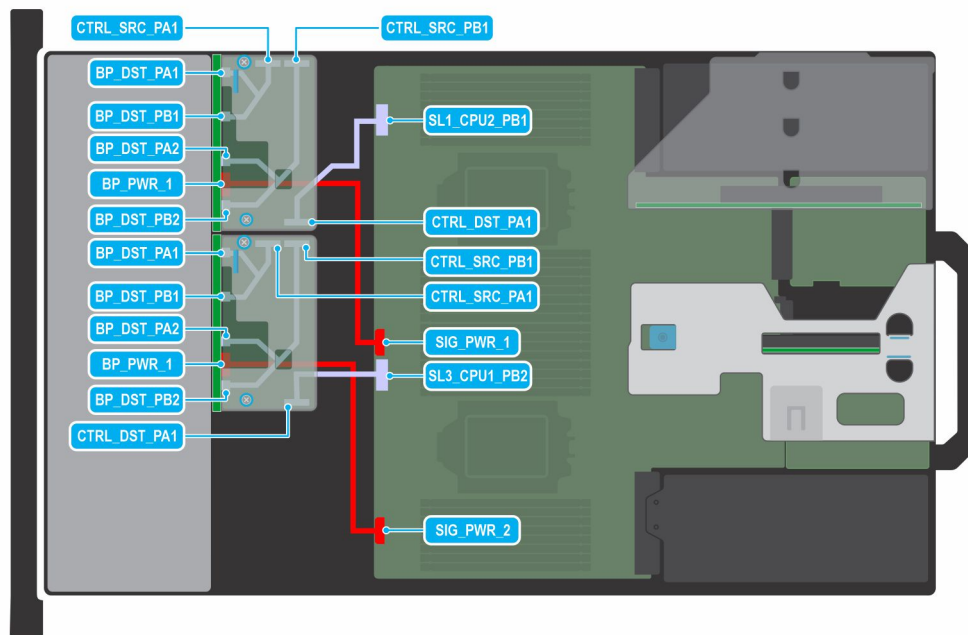 CTRL_SRC_PA1
CTRL_SRC_PB1
BP_DST_PA1
BP_DST_PB1
BP_DST_PA2
BP_PWR_1
BP_DST_PB2
BP_DST_PA1
BP_DST_PB1
BP_DST_PA2
BP_PWR_1
BP_DST_PB2
CTRL_DST_PA1
SL1_CPU2_PB1
CTRL_DST_PA1
CTRL_SRC_PB1
CTRL_SRC_PA1
SIG_PWR_1
SL3_CPU1_PB2
SIG_PWR_2